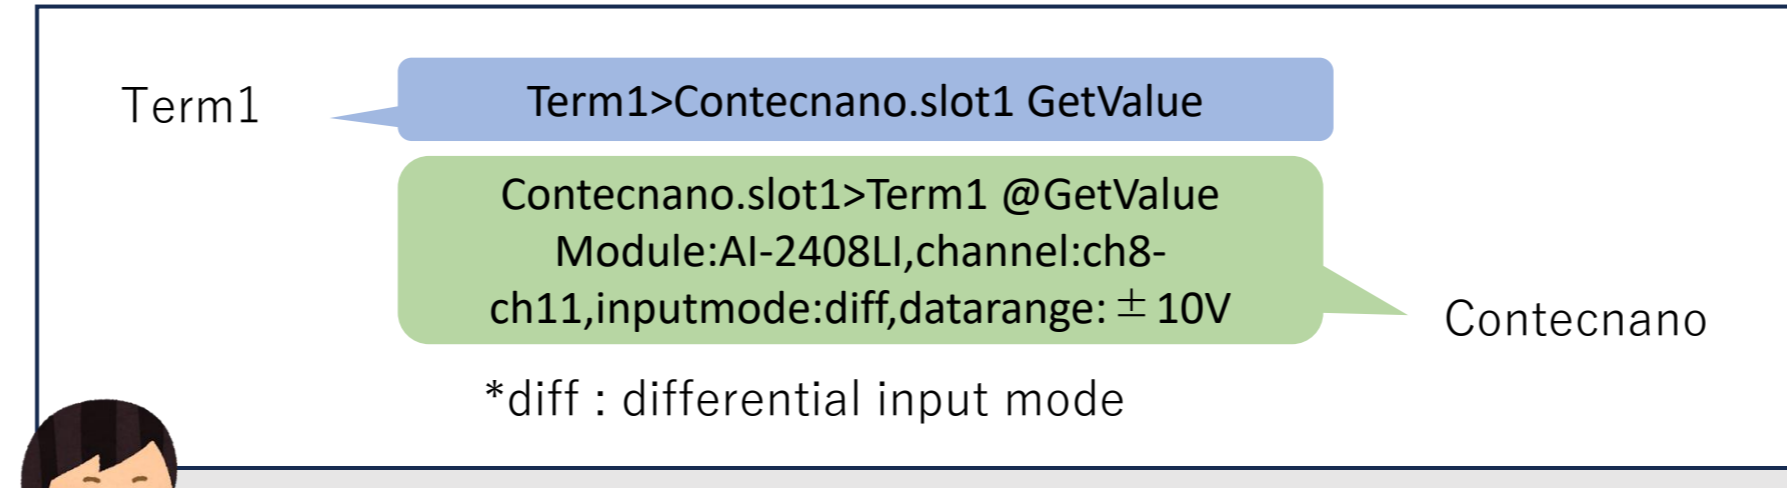 Term1
Term1>Contecnano.slot1 GetValue
Contecnano.slot1>Term1 @GetValue
Module:AI-2408LI,channel:ch8-
ch11,inputmode:diff,datarange:±10V
Contecnano
*diff : differential input mode